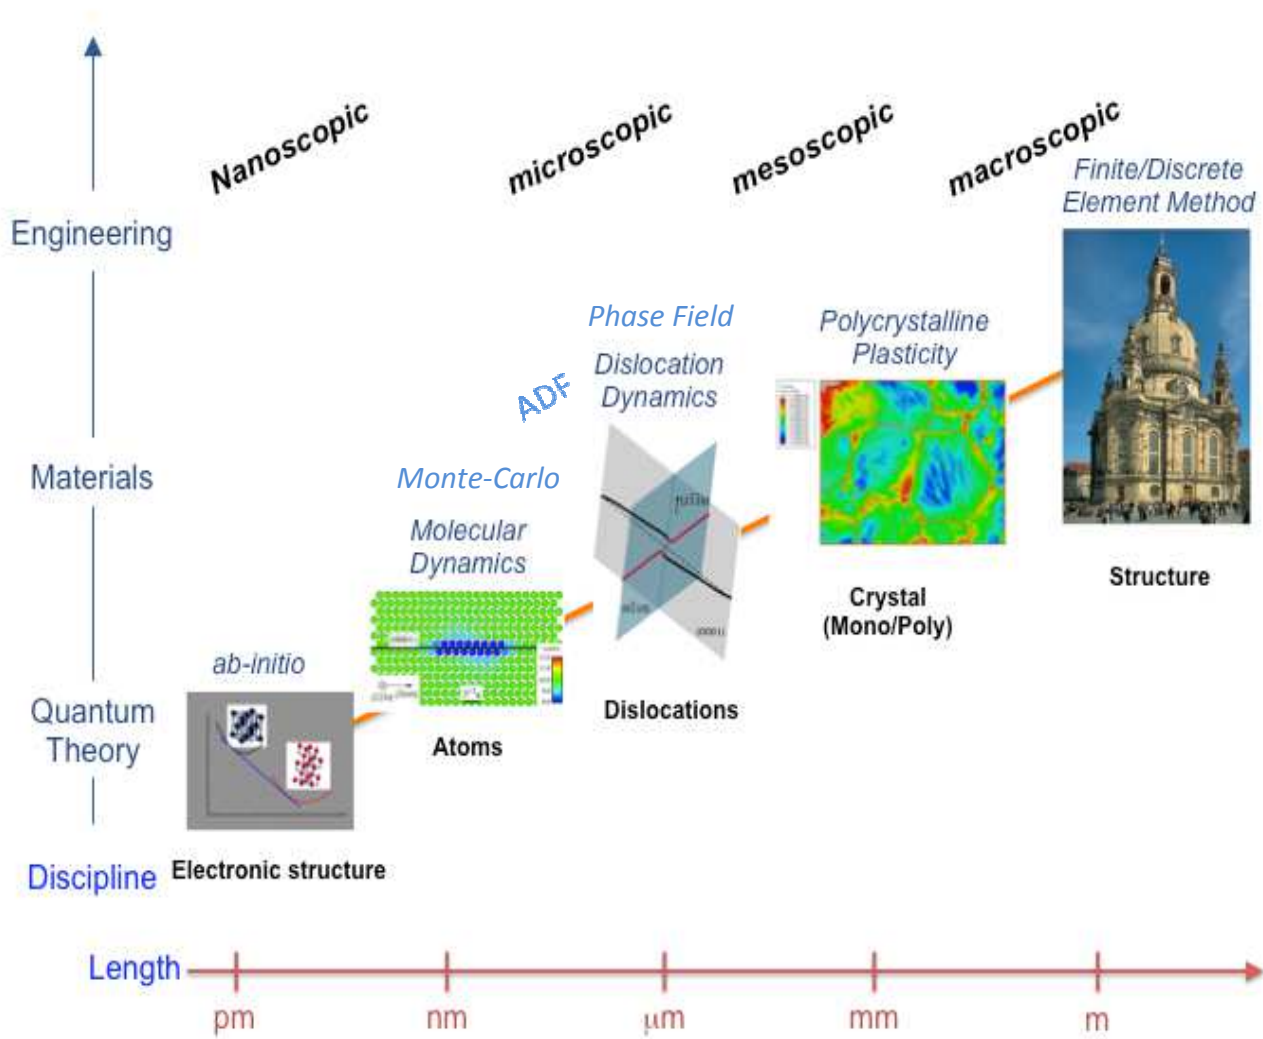 Nanoscopic
microscopic
mesoscopic
macroscopic
Finite/Discrete
Element Method
Engineering
Phase Field
Polycrystalline
Plasticity
Dislocation
Dynamics
ADF
Materials
Monte-Carlo
Molecular
Dynamics
Structure
Crystal
(Mono/Poly)
ab-initio
Quantum
Theory
Dislocations
Atoms
Discipline
Electronic structure
Length
pm
nm
μm
mm
m